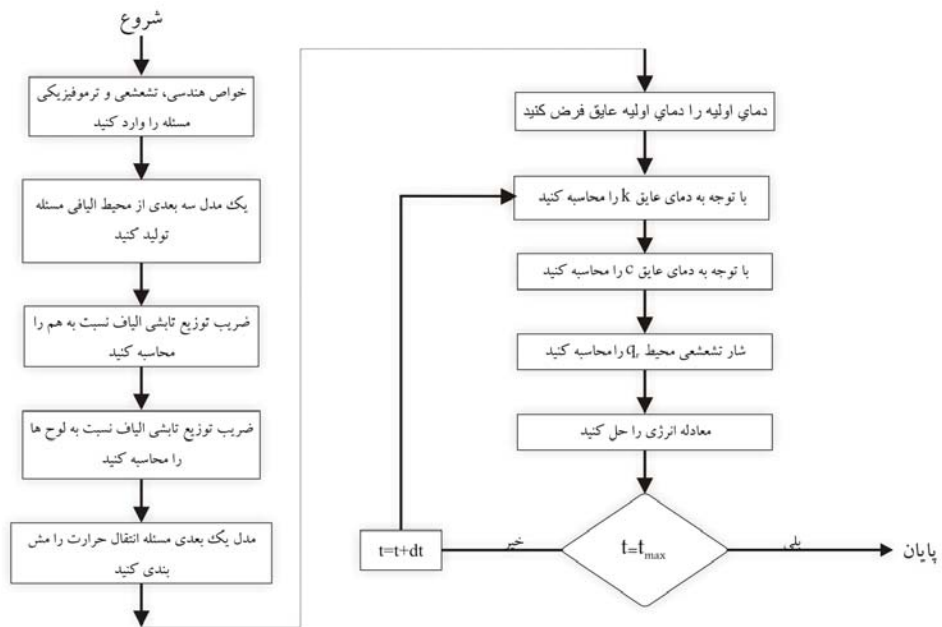 شروع
خواص هندسی، تشعشعی و ترموفیزیکی
مسئله را وارد کنید
یک مدل سه بعدی از محیط الیافی مسئله
تولید کنید
ضریب توزیع تابشی الیاف نسبت به هم را
محاسبه کنید
ضریب توزیع تابشی الیاف نسبت به لوح ها
را محاسبه کنید
مدل یک بعدی مسئله انتقال حرارت را مش
بندی کنید
دمای اولیه را دمای اولیه عایق فرض کنید
با توجه به دمای عایق k را محاسبه کنید
با توجه به دمای عایق c را محاسبه کنید
شار تشعشعی محیط qr را محاسبه کنید
معادله انرژی را حل کنید
t=tmax
بلی
پایان
خیر
t=t+dt